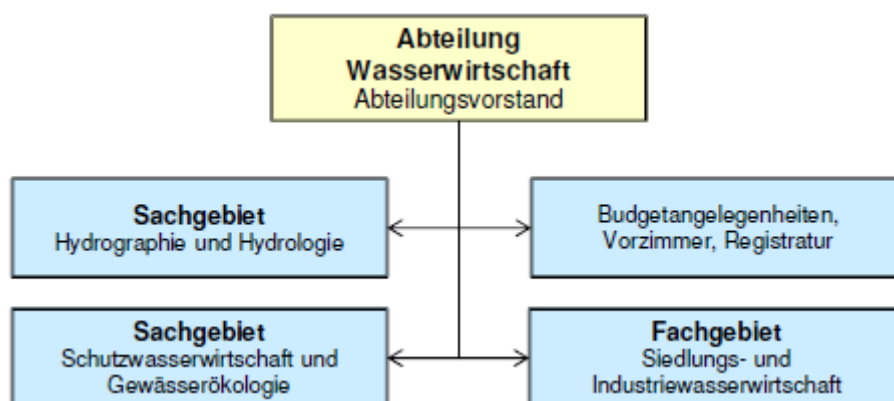 Abteilung
Wasserwirtschaft
Abteilungsvorstand
Sachgebiet
Hydrographie und Hydrologie
Budgetangelegenheiten,
Vorzimmer, Registratur
Sachgebiet
Schutzwasserwirtschaft und
Gewässerökologie
Fachgebiet
Siedlungs- und
Industriewasserwirtschaft